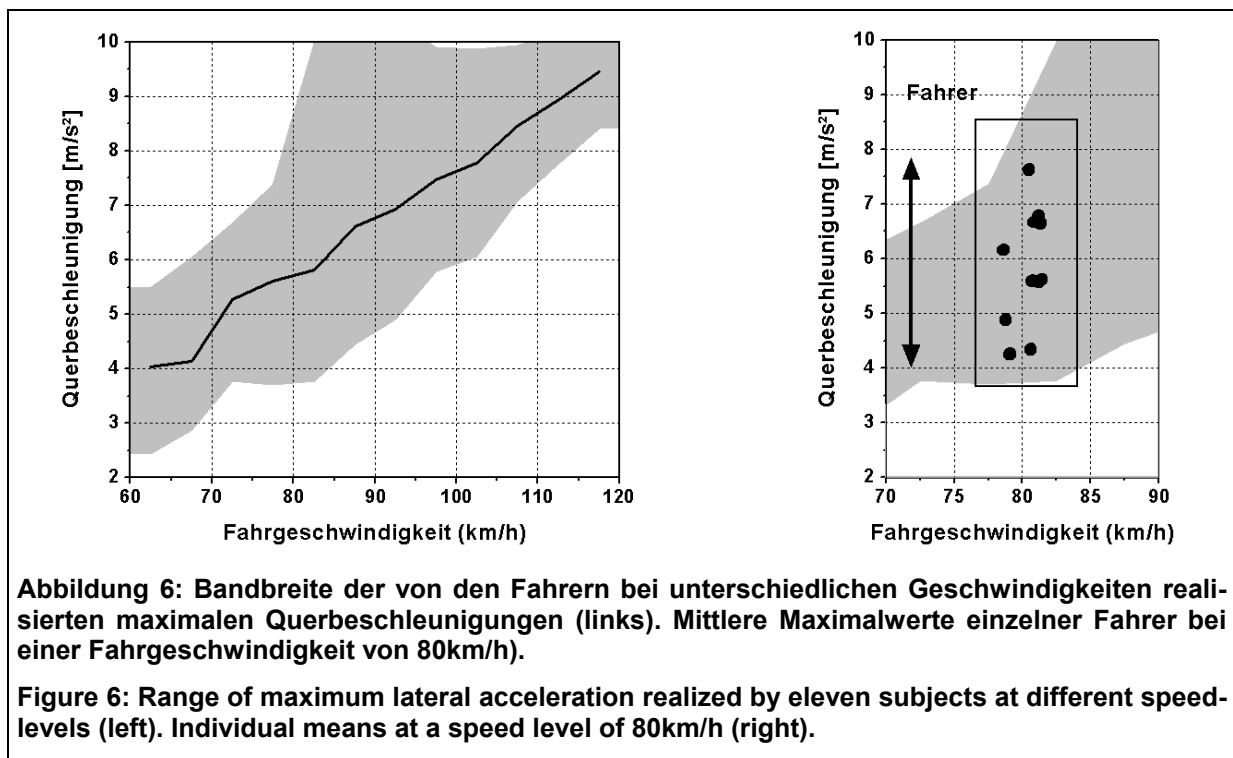 10
9
8
7
6
5
4
3
2
Querbeschleunigung [m/s²]
60 70 80 90 100 110 120
Fahrgeschwindigkeit (km/h)
10
9
8
7
6
5
4
3
2
Querbeschleunigung [m/s²]
Fahrer
70 75 80 85 90
Fahrgeschwindigkeit (km/h)
Abbildung 6: Bandbreite der von den Fahrern bei unterschiedlichen Geschwindigkeiten reali-
sierten maximalen Querbeschleunigungen (links). Mittlere Maximalwerte einzelner Fahrer bei
einer Fahrgeschwindigkeit von 80km/h).
Figure 6: Range of maximum lateral acceleration realized by eleven subjects at different speed-
levels (left). Individual means at a speed level of 80km/h (right).